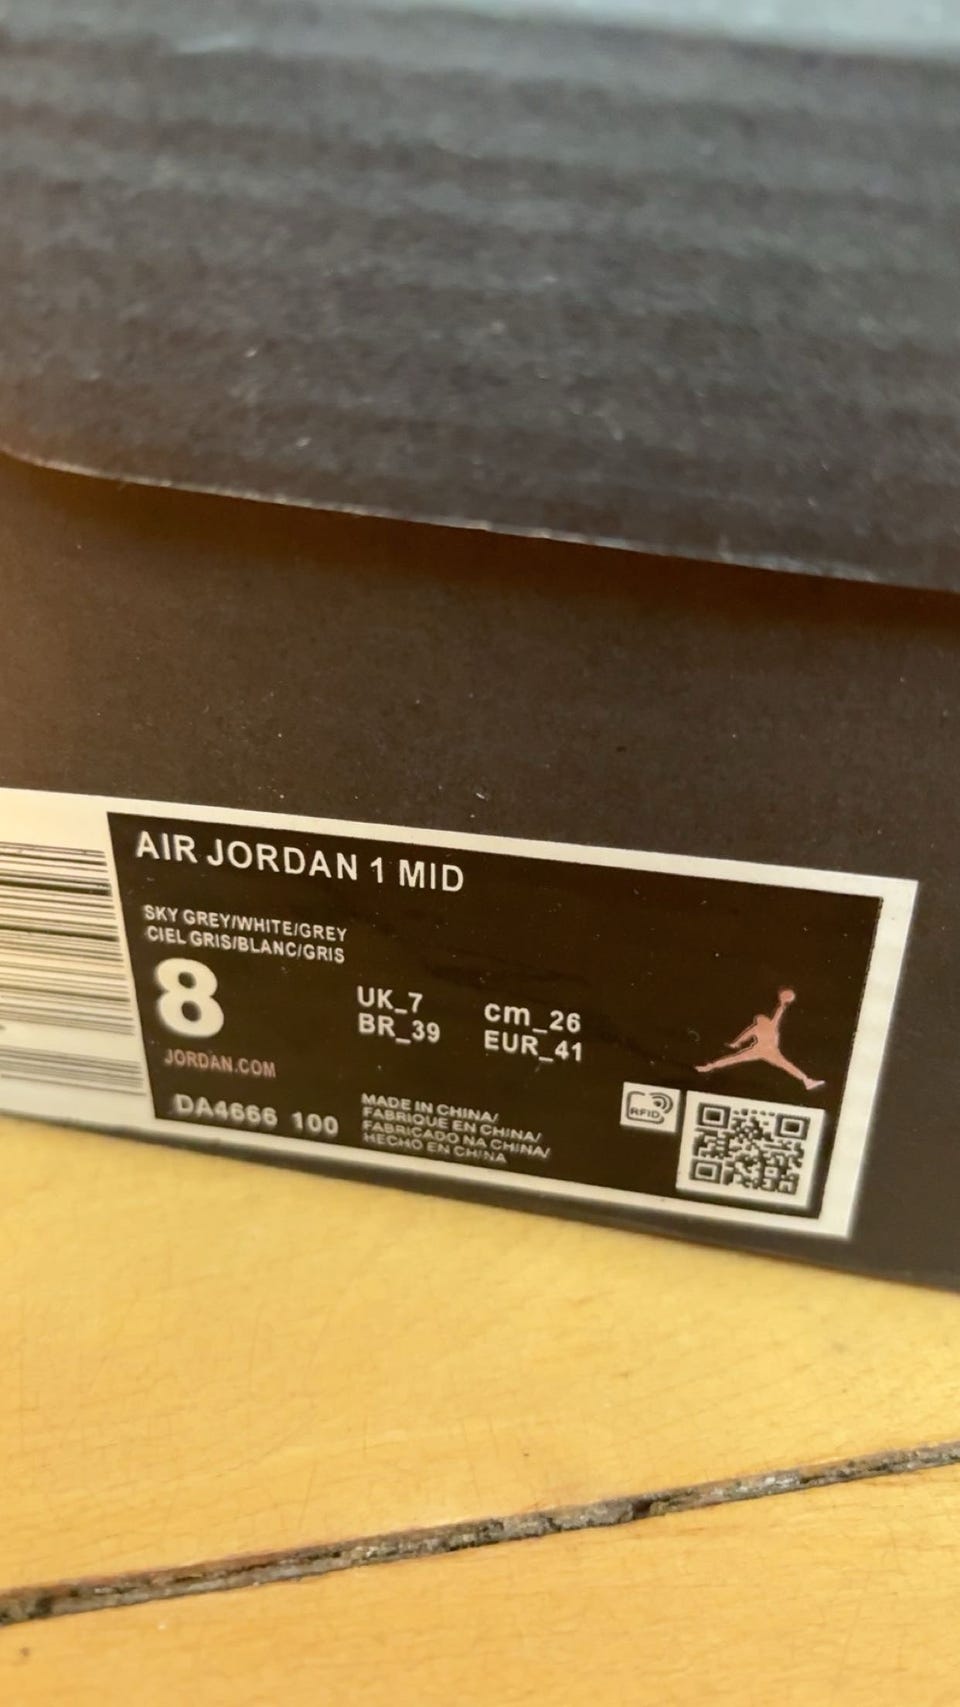 AIR JORDAN 1 MID
SKY GREY/WHITE/GREY
CIEL GRIS/BLANC/GRIS
8
UK_7
cm_26
BR_39
EUR_41
JORDAN.COM
DA4666 100
MADE IN CHINA/
FABRIQUE EN CHINA/
FABRICADO NA CHINA/
HECHO EN CHINA
RFID